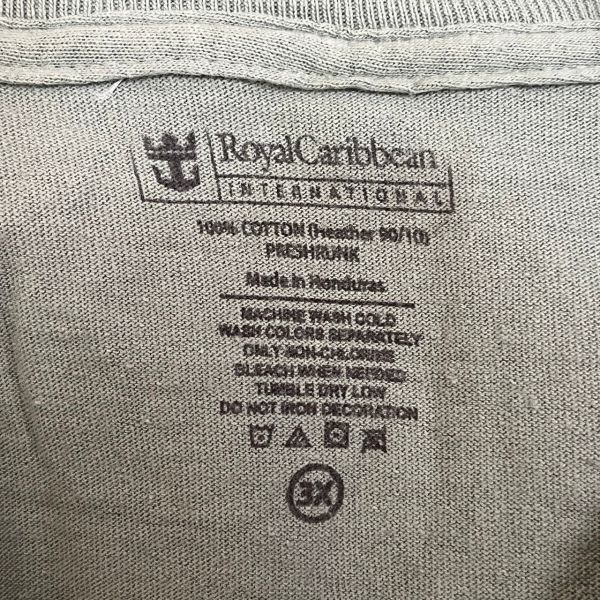 RoyalCaribbean
INTERNATIONAL
100% COTTON (Heather 90/10)
PRESHRUNK
Made in Honduras
MACHINE WASH COLD
WASH COLORS SEPARATELY
ONLY NON-CHLORINE
BLEACH WHEN NEEDED
TUMBLE DRY LOW
DO NOT IRON DECORATION
3X